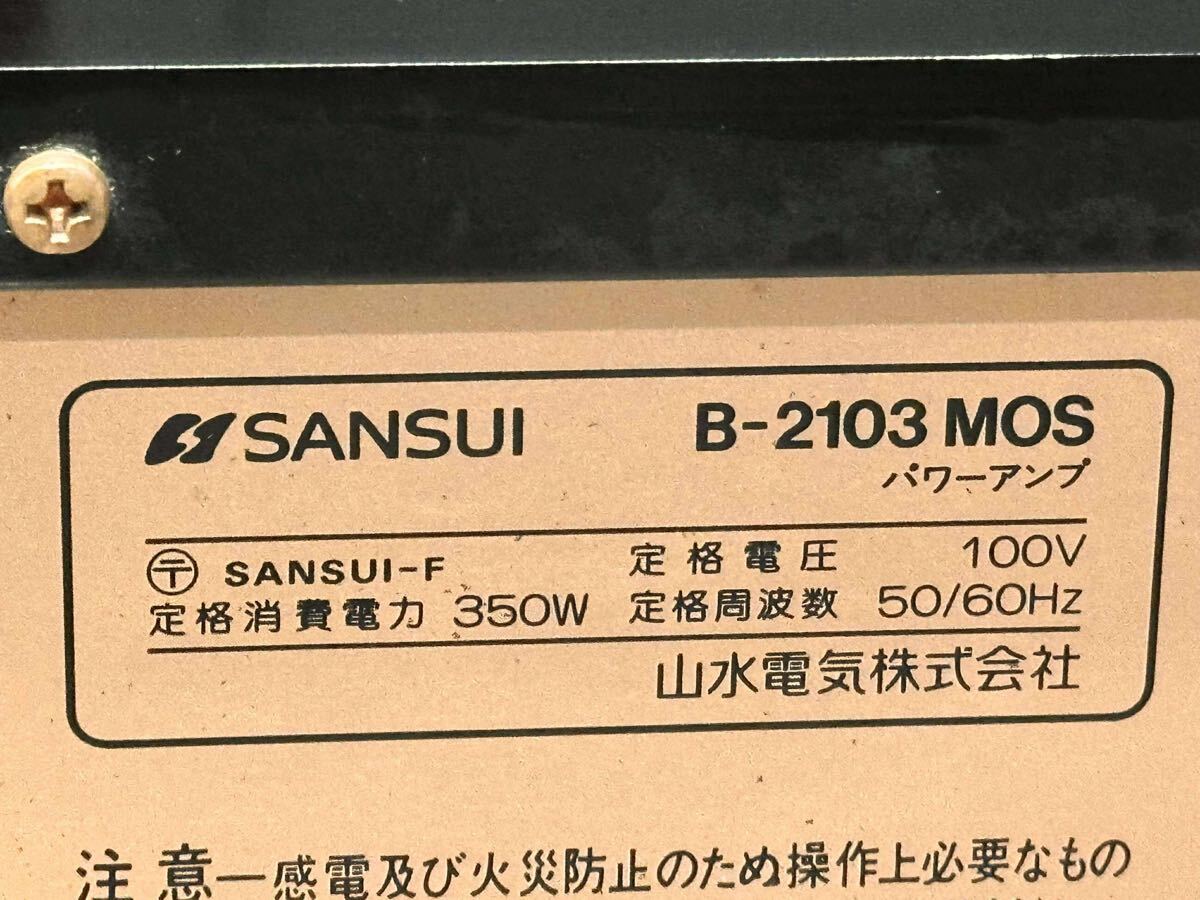 SANSUI B-2103 MOS
パワーアンプ
〒 SANSUI-F 定格電圧 100V
定格消費電力 350W 定格周波数 50/60Hz
山水電気株式会社
注意—感電及び火災防止のため操作上必要なもの